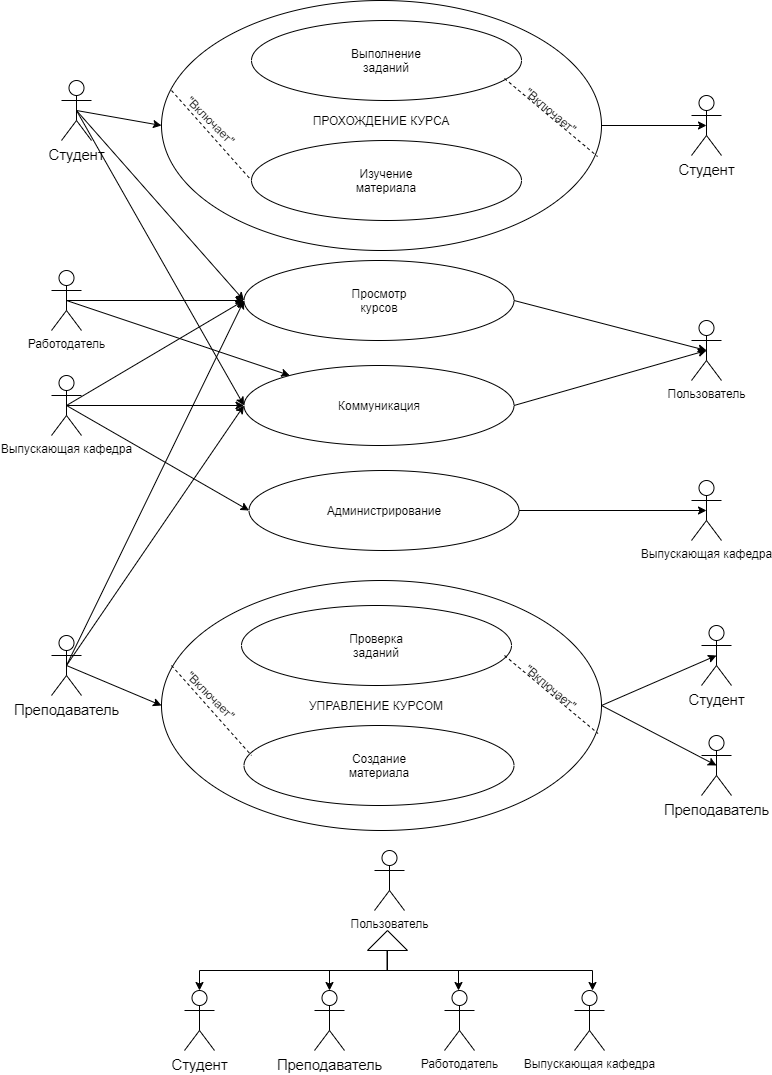 Выполнение
заданий
"Включает"
"Включает"
ПРОХОЖДЕНИЕ КУРСА
Студент
Студент
Изучение
материала
Просмотр
курсов
Работодатель
Пользователь
Коммуникация
Выпускающая кафедра
Администрирование
Выпускающая кафедра
Проверка
заданий
"Включает"
"Включает"
Студент
Преподаватель
УПРАВЛЕНИЕ КУРСОМ
Создание
материала
Преподаватель
Пользователь
Студент
Преподаватель
Работодатель
Выпускающая кафедра